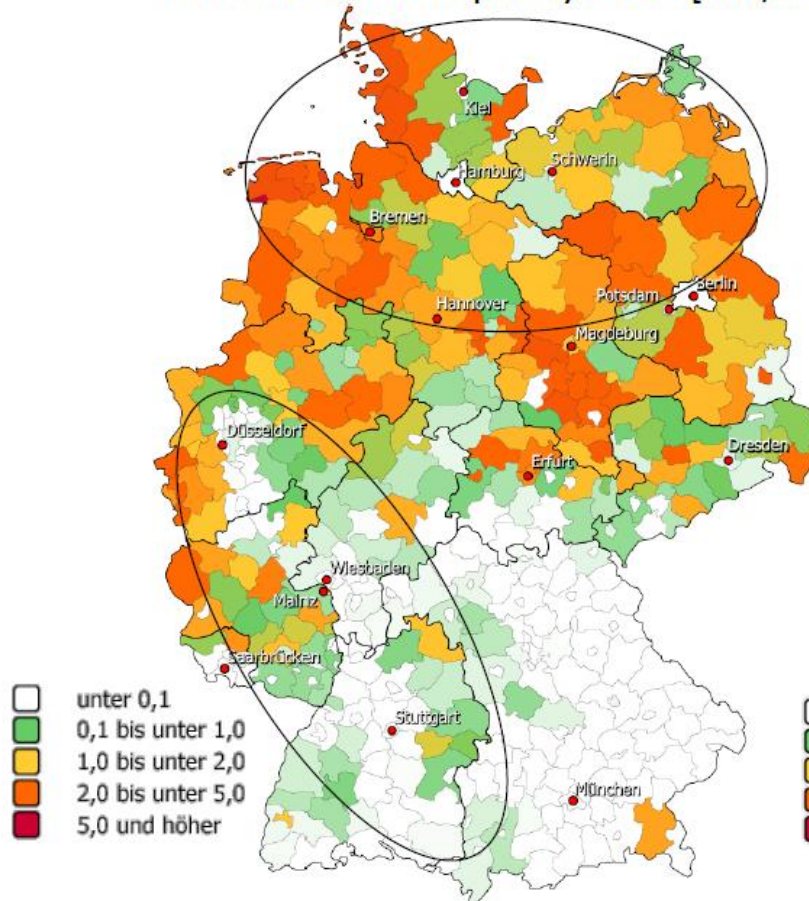 Kiel
Schwerin
Hamburg
Bremen
Berlin
Potsdam
Hannover
Magdeburg
Düsseldorf
Dresden
Erfurt
Wiesbaden
Mainz
Saarbrücken
Stuttgart
München
unter 0,1
0,1 bis unter 1,0
1,0 bis unter 2,0
2,0 bis unter 5,0
5,0 und höher